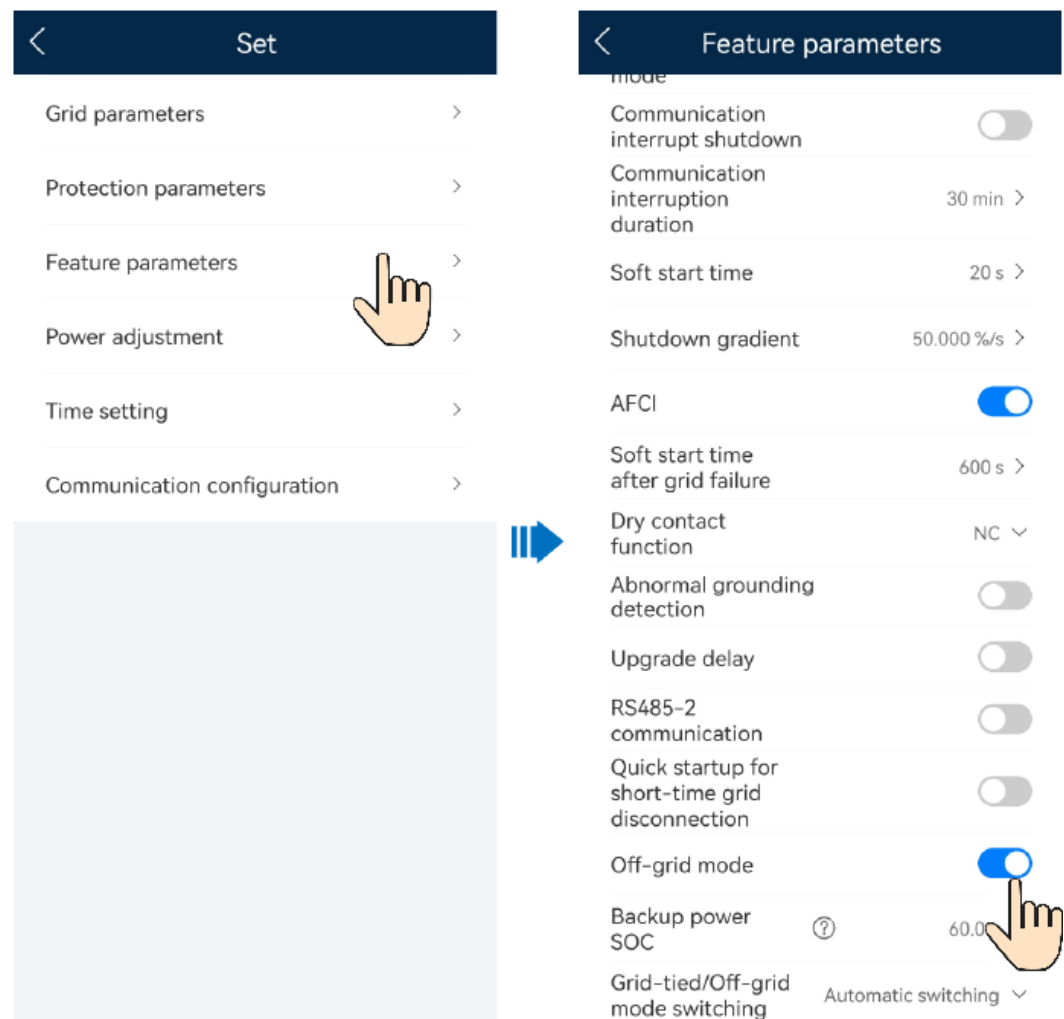 Set
Grid parameters
Protection parameters
Feature parameters
Power adjustment
Time setting
Communication configuration
Feature parameters
mode
Communication
interrupt shutdown
Communication
interruption
duration
30 min
Soft start time
20 s
Shutdown gradient
50.000 %/s
AFCI
Soft start time
after grid failure
600 s
Dry contact
function
NC
Abnormal grounding
detection
Upgrade delay
RS485-2
communication
Quick startup for
short-time grid
disconnection
Off-grid mode
Backup power
SOC
?
60.0
Grid-tied/Off-grid
mode switching
Automatic switching